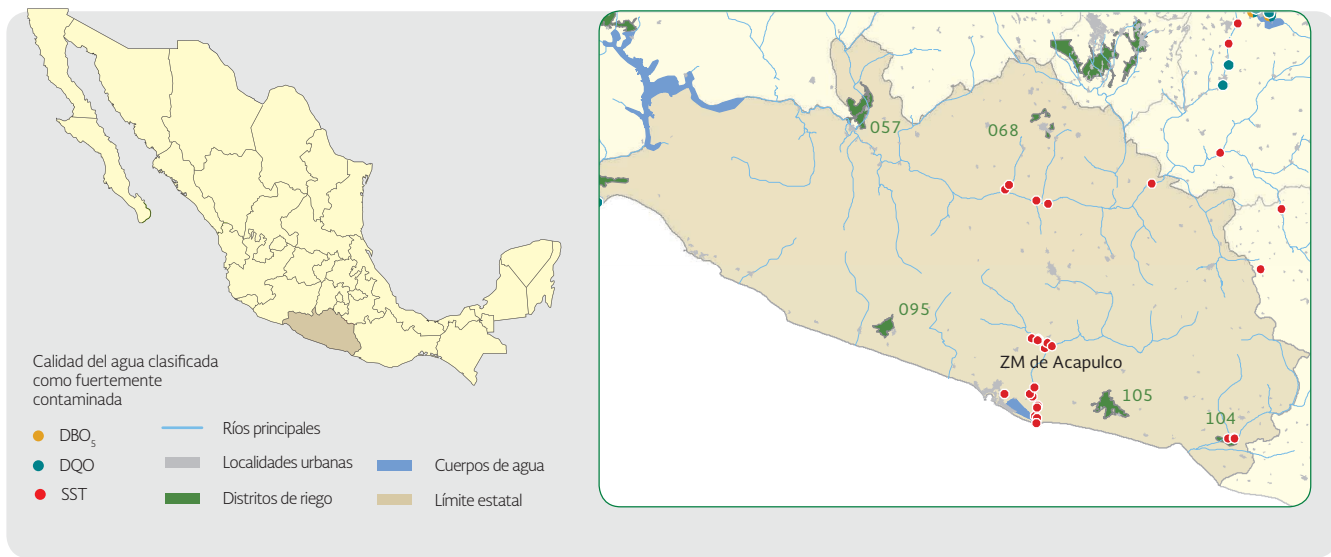 Calidad del agua clasificada
como fuertemente
contaminada
DBO5
DQO
SST
Ríos principales
Localidades urbanas
Distritos de riego
Cuerpos de agua
Límite estatal
057
068
095
ZM de Acapulco
105
104